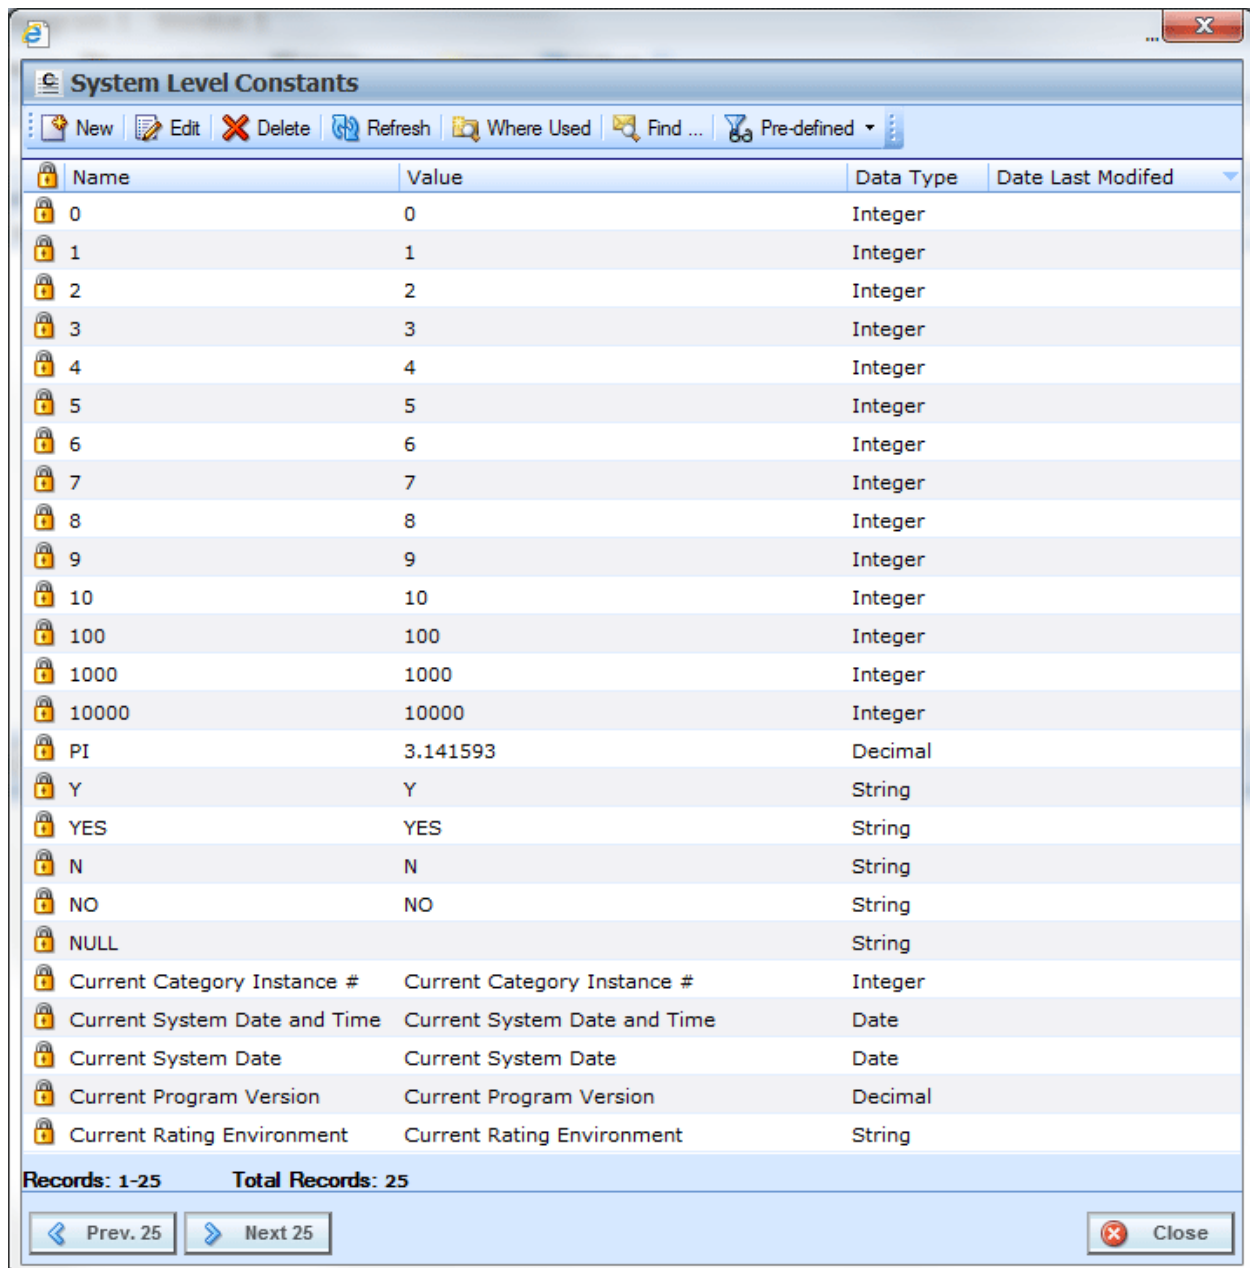 ...
System Level Constants
New Edit Delete Refresh Where Used Find ... Pre-defined
Name Value Data Type Date Last Modifed
0 0 Integer
1 1 Integer
2 2 Integer
3 3 Integer
4 4 Integer
5 5 Integer
6 6 Integer
7 7 Integer
8 8 Integer
9 9 Integer
10 10 Integer
100 100 Integer
1000 1000 Integer
10000 10000 Integer
PI 3.141593 Decimal
Y Y String
YES YES String
N N String
NO NO String
NULL String
Current Category Instance # Current Category Instance # Integer
Current System Date and Time Current System Date and Time Date
Current System Date Current System Date Date
Current Program Version Current Program Version Decimal
Current Rating Environment Current Rating Environment String
Records: 1-25 Total Records: 25
Prev. 25 Next 25 Close